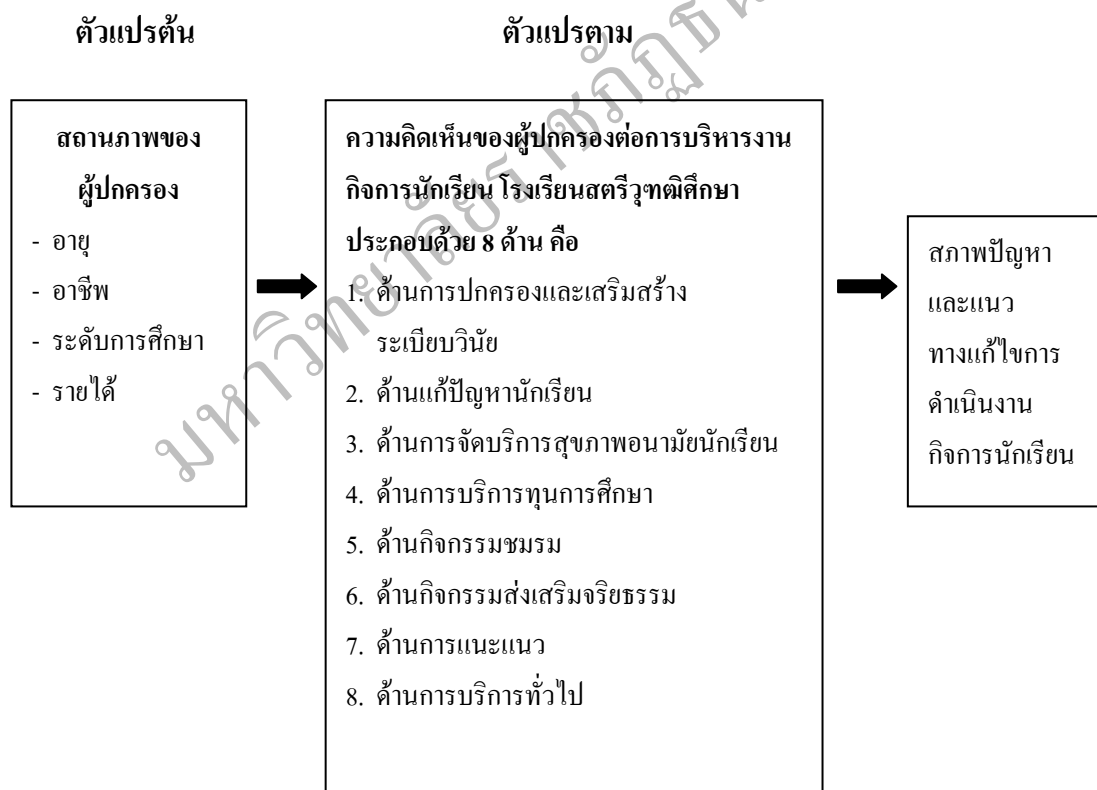 ตัวแปรต้น
ตัวแปรตาม
สถานภาพของ
ผู้ปกครอง
- อายุ
- อาชีพ
- ระดับการศึกษา
- รายได้
ความคิดเห็นของผู้ปกครองต่อการบริหารงาน
กิจการนักเรียน โรงเรียนสตรีวุฑฒิศึกษา
ประกอบด้วย 8 ด้าน คือ
1. ด้านการปกครองและเสริมสร้าง
ระเบียบวินัย
2. ด้านแก้ปัญหานักเรียน
3. ด้านการจัดบริการสุขภาพอนามัยนักเรียน
4. ด้านการบริการทุนการศึกษา
5. ด้านกิจกรรมชมรม
6. ด้านกิจกรรมส่งเสริมจริยธรรม
7. ด้านการแนะแนว
8. ด้านการบริการทั่วไป
สภาพปัญหา
และแนว
ทางแก้ไขการ
ดำเนินงาน
กิจการนักเรียน
มหาวิทยาลัยราชภัฏ